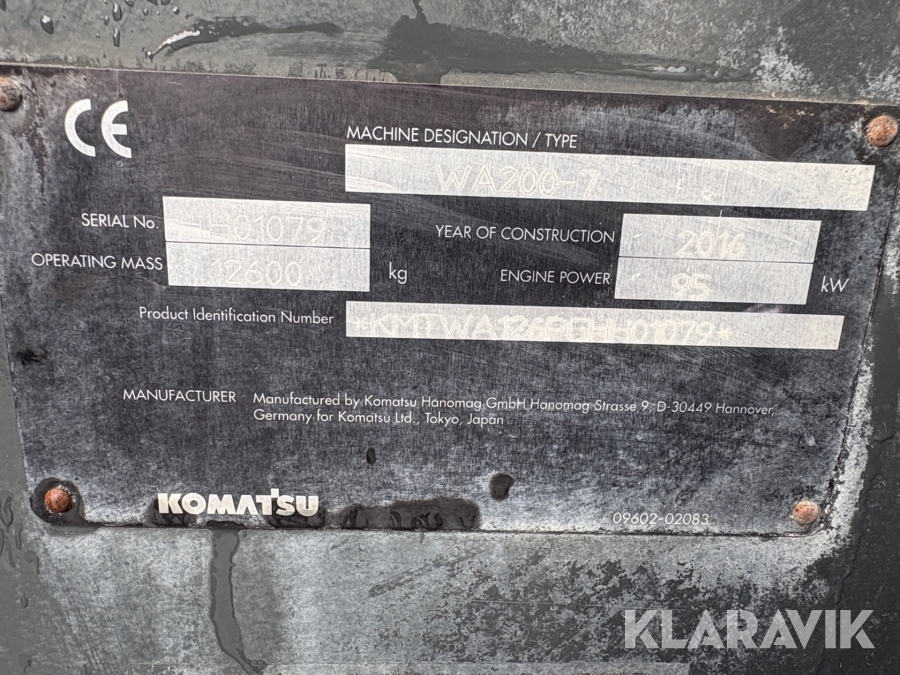 CE
MACHINE DESIGNATION / TYPE
WA200-7
SERIAL No. H01079
YEAR OF CONSTRUCTION 2016
OPERATING MASS 12600 kg
ENGINE POWER 95 kW
Product Identification Number
MANUFACTURER Manufactured by Komatsu Hanomag GmbH, Hanomag Strasse 9, D-30449 Hannover,
Germany for Komatsu Ltd., Tokyo, Japan
KOMATSU
09602-02083
KLARAVIK